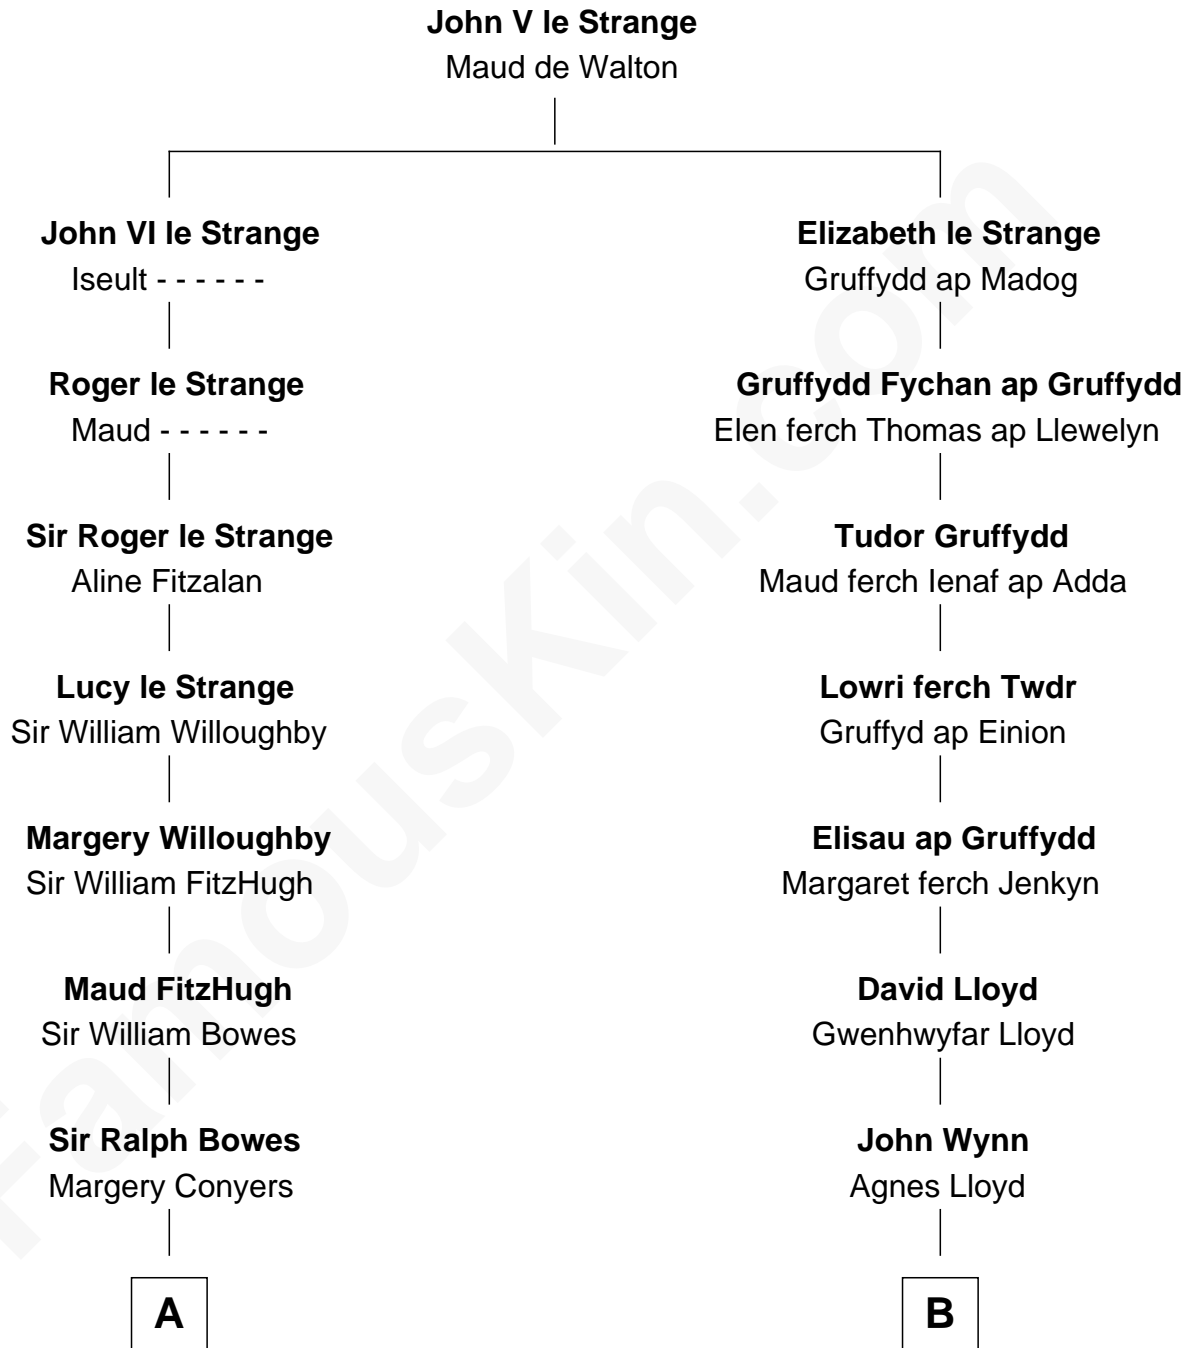 John V le Strange
Maud de Walton
John VI le Strange
Iseult - - - - - -
Elizabeth le Strange
Gruffydd ap Madog
Roger le Strange
Maud - - - - - -
Gruffydd Fychan ap Gruffydd
Elen ferch Thomas ap Llewelyn
Sir Roger le Strange
Aline Fitzalan
Tudor Gruffydd
Maud ferch Ienaf ap Adda
Lucy le Strange
Sir William Willoughby
Lowri ferch Twdr
Gruffyd ap Einion
Margery Willoughby
Sir William FitzHugh
Elisau ap Gruffydd
Margaret ferch Jenkyn
Maud FitzHugh
Sir William Bowes
David Lloyd
Gwenhwyfar Lloyd
Sir Ralph Bowes
Margery Conyers
John Wynn
Agnes Lloyd
A
B
FamousKin.com